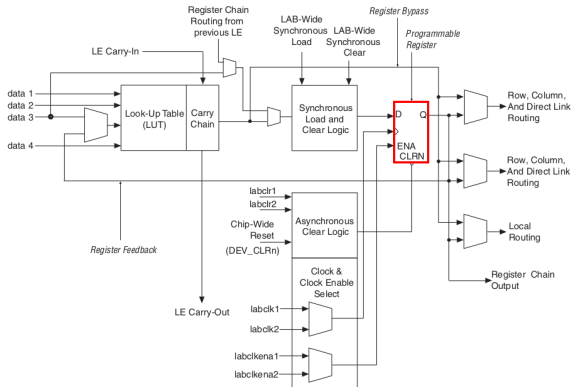 Register Chain
Routing from
previous LE
LAB-Wide
Synchronous
Load
LAB-Wide
Synchronous
Clear
Register Bypass
Programmable
Register
LE Carry-In
data 1
data 2
data 3
data 4
Look-Up Table
(LUT)
Carry
Chain
Synchronous
Load and
Clear Logic
D
Q
ENA
CLRN
Row, Column,
And Direct Link
Routing
Row, Column,
And Direct Link
Routing
Local
Routing
Register Chain
Output
Register Feedback
labclr1
labclr2
Chip-Wide
Reset
(DEV_CLRn)
Asynchronous
Clear Logic
Clock &
Clock Enable
Select
LE Carry-Out
labclk1
labclk2
labclkena1
labclkena2